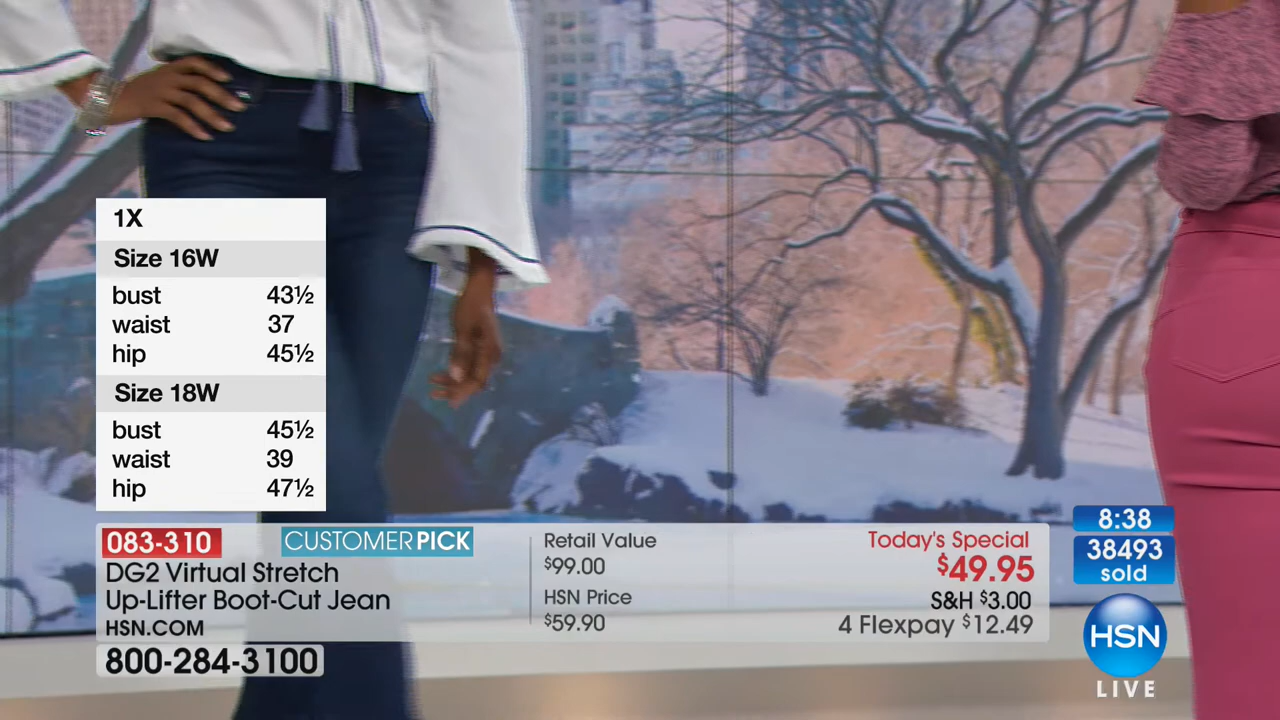 1X
Size 16W
bust 43½
waist 37
hip 45½
Size 18W
bust 45½
waist 39
hip 47½
083-310 CUSTOMERPICK
DG2 Virtual Stretch
Up-Lifter Boot-Cut Jean
HSN.COM
800-284-3100
Retail Value
$99.00
HSN Price
$59.90
Today's Special
$49.95
S&H $3.00
4 Flexpay $12.49
8:38
38493
sold
HSN
LIVE